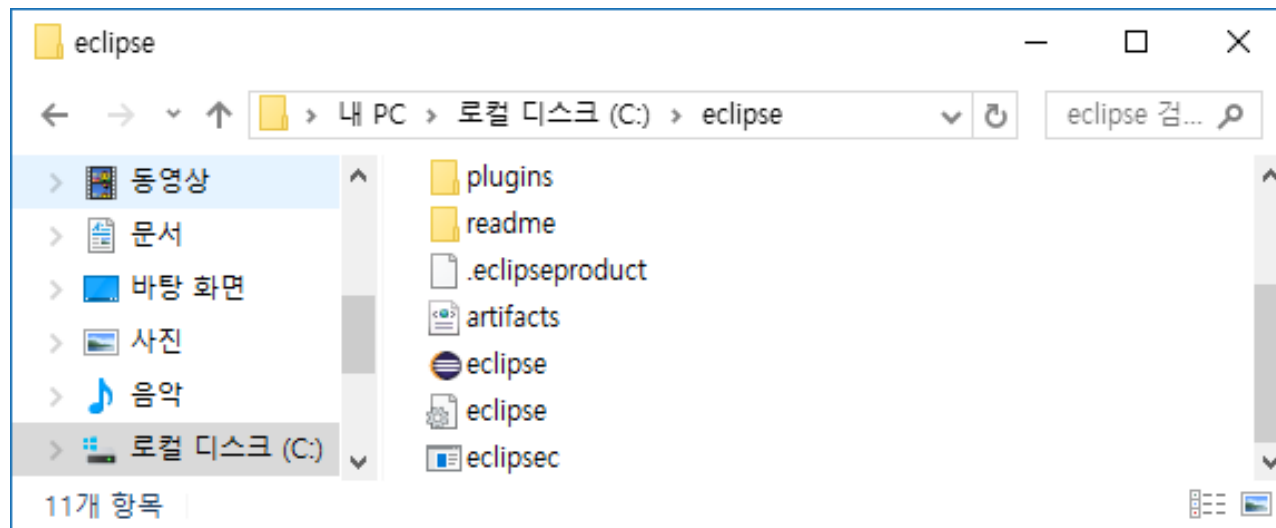 eclipse
내 PC > 로컬 디스크 (C:) > eclipse
eclipse 검...
동영상
문서
바탕 화면
사진
음악
로컬 디스크 (C:)
plugins
readme
.eclipseproduct
artifacts
eclipse
eclipse
eclipsec
11개 항목